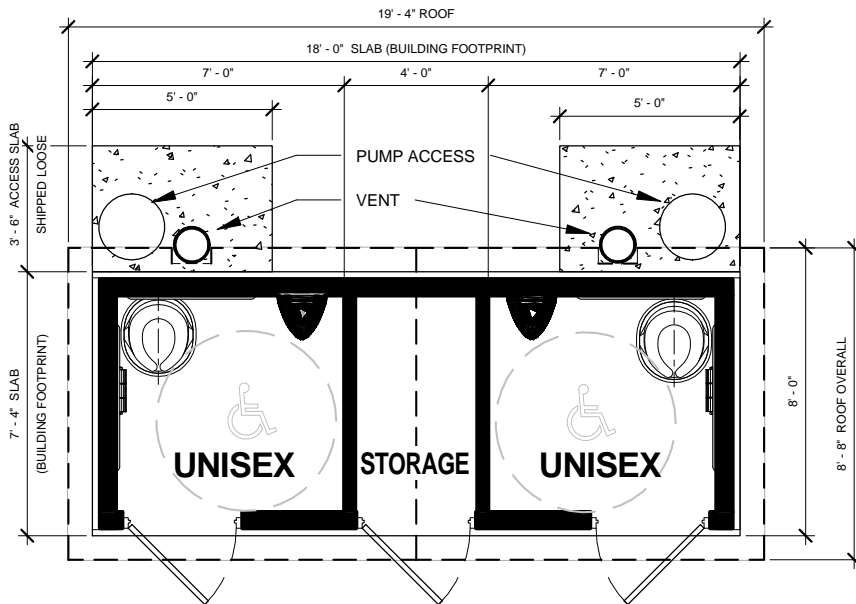 19' - 4" ROOF
18' - 0" SLAB (BUILDING FOOTPRINT)
7' - 0"
4' - 0"
7' - 0"
5' - 0"
5' - 0"
3' - 6" ACCESS SLAB
SHIPPED LOOSE
PUMP ACCESS
VENT
7' - 4" SLAB
(BUILDING FOOTPRINT)
UNISEX
STORAGE
UNISEX
8' - 0"
8' - 8" ROOF OVERALL